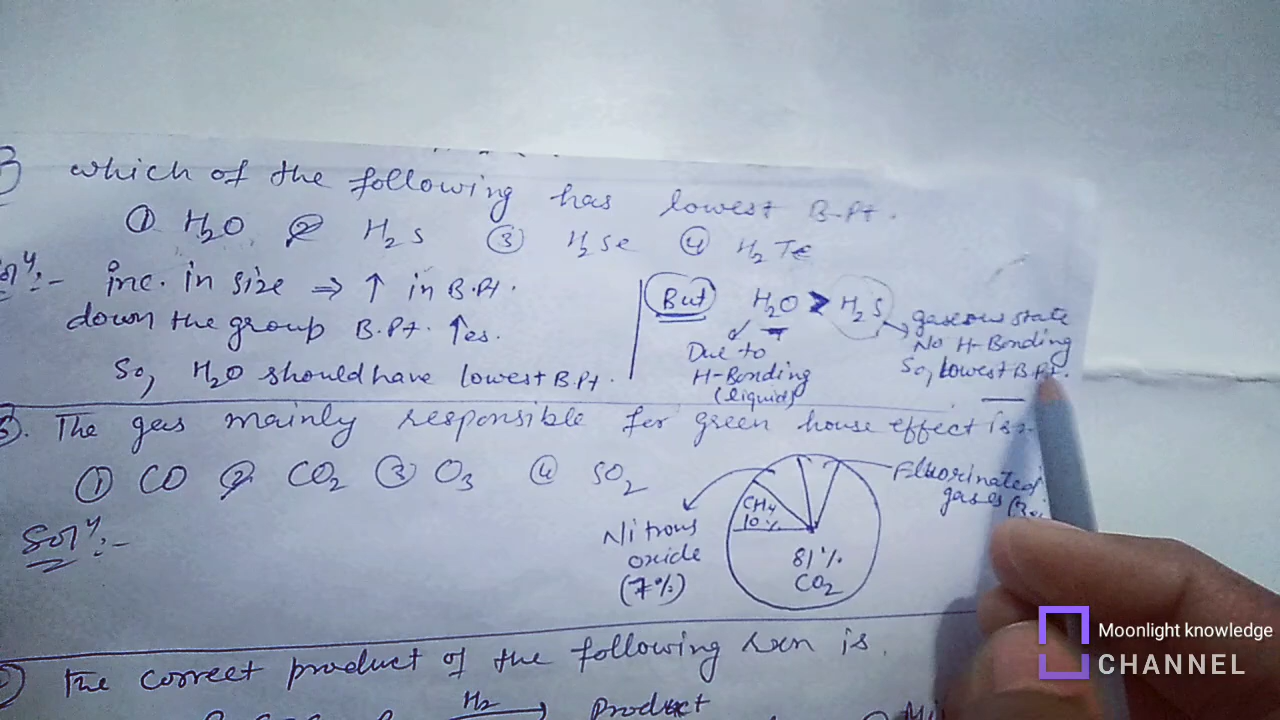 which of the following has lowest B.Pt.
① H2O ② H2S ③ H2Se ④ H2Te
Solⁿ:- inc. in size ⇒ ↑ in B.Pt.
down the group B.Pt. ↑es.
So, H2O should have lowest B.Pt.
But H2O > H2S
Due to
H-Bonding
(liquid)
gaseous state
No H-Bonding
So, lowest B.Pt.
The gas mainly responsible for green house effect is:-
① CO ② CO2 ③ O3 ④ SO2
Solⁿ:-
Nitrous
oxide
(7%)
CH4
10%
81%
CO2
Fluorinated
gases (3
The correct product of the following rxn is.
H2
Product
Moonlight knowledge
CHANNEL